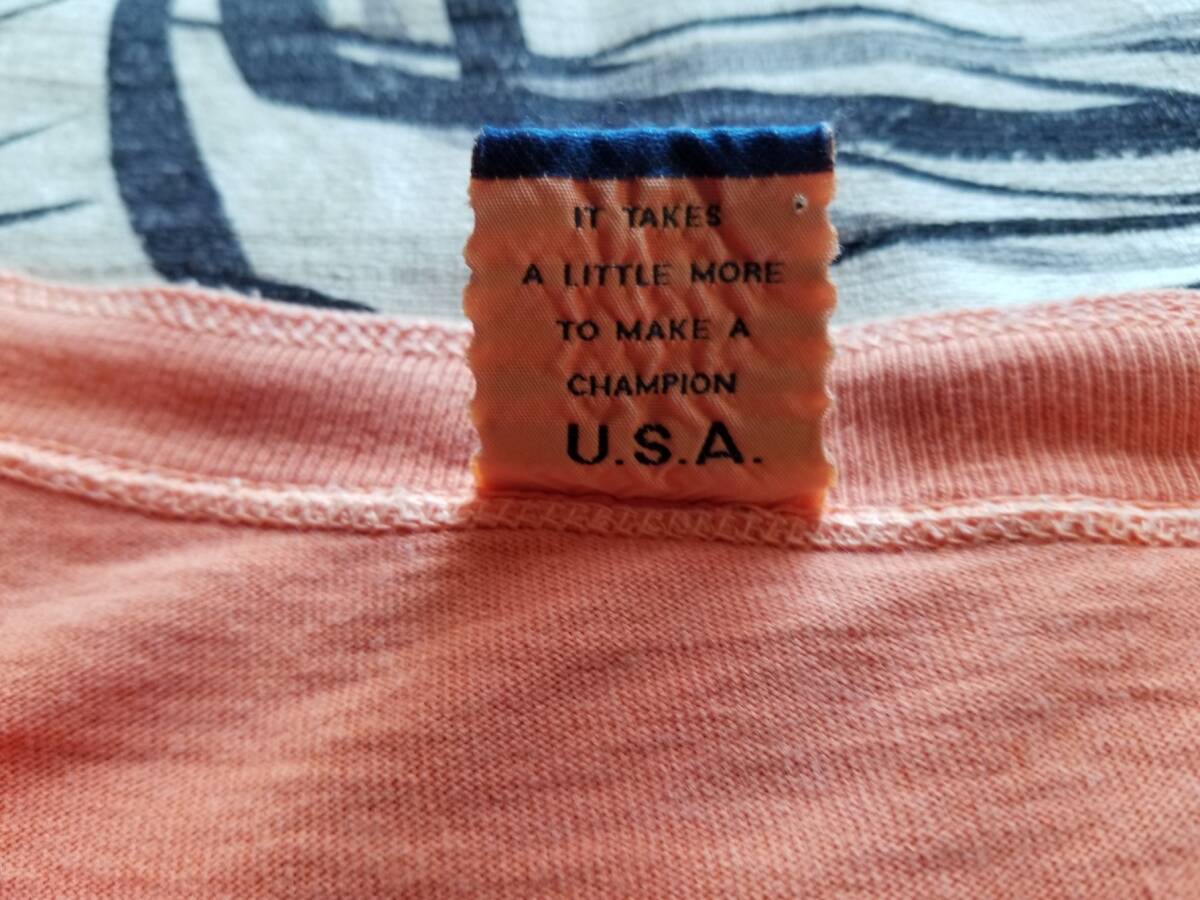 IT TAKES
A LITTLE MORE
TO MAKE A
CHAMPION
U.S.A.